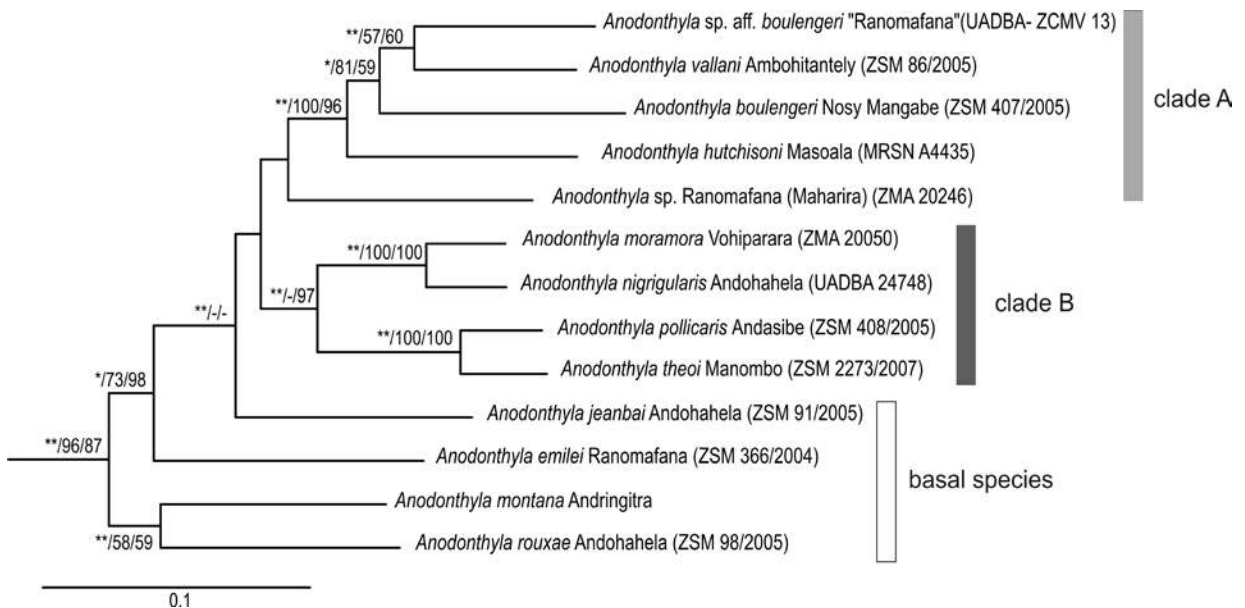 Anodonthyla sp. aff. boulengeri "Ranomafana"(UADBA- ZCMV 13)
**/57/60
Anodonthyla vallani Ambohitantely (ZSM 86/2005)
*/81/59
clade A
**/100/96
Anodonthyla boulengeri Nosy Mangabe (ZSM 407/2005)
Anodonthyla hutchisoni Masoala (MRSN A4435)
Anodonthyla sp. Ranomafana (Maharira) (ZMA 20246)
Anodonthyla moramora Vohiparara (ZMA 20050)
**/100/100
Anodonthyla nigrigularis Andohahela (UADBA 24748)
**/-/97
clade B
**/-/-
Anodonthyla pollicaris Andasibe (ZSM 408/2005)
**/100/100
Anodonthyla theoi Manombo (ZSM 2273/2007)
*/73/98
Anodonthyla jeanbai Andohahela (ZSM 91/2005)
**/96/87
Anodonthyla emilei Ranomafana (ZSM 366/2004)
basal species
Anodonthyla montana Andringitra
**/58/59
Anodonthyla rouxae Andohahela (ZSM 98/2005)
0.1